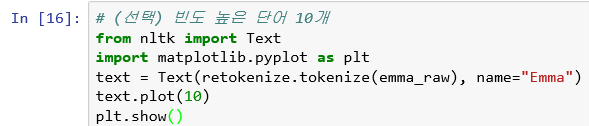 In [16]: # (선택) 빈도 높은 단어 10개
from nltk import Text
import matplotlib.pyplot as plt
text = Text(retokenize.tokenize(emma_raw), name="Emma")
text.plot(10)
plt.show()